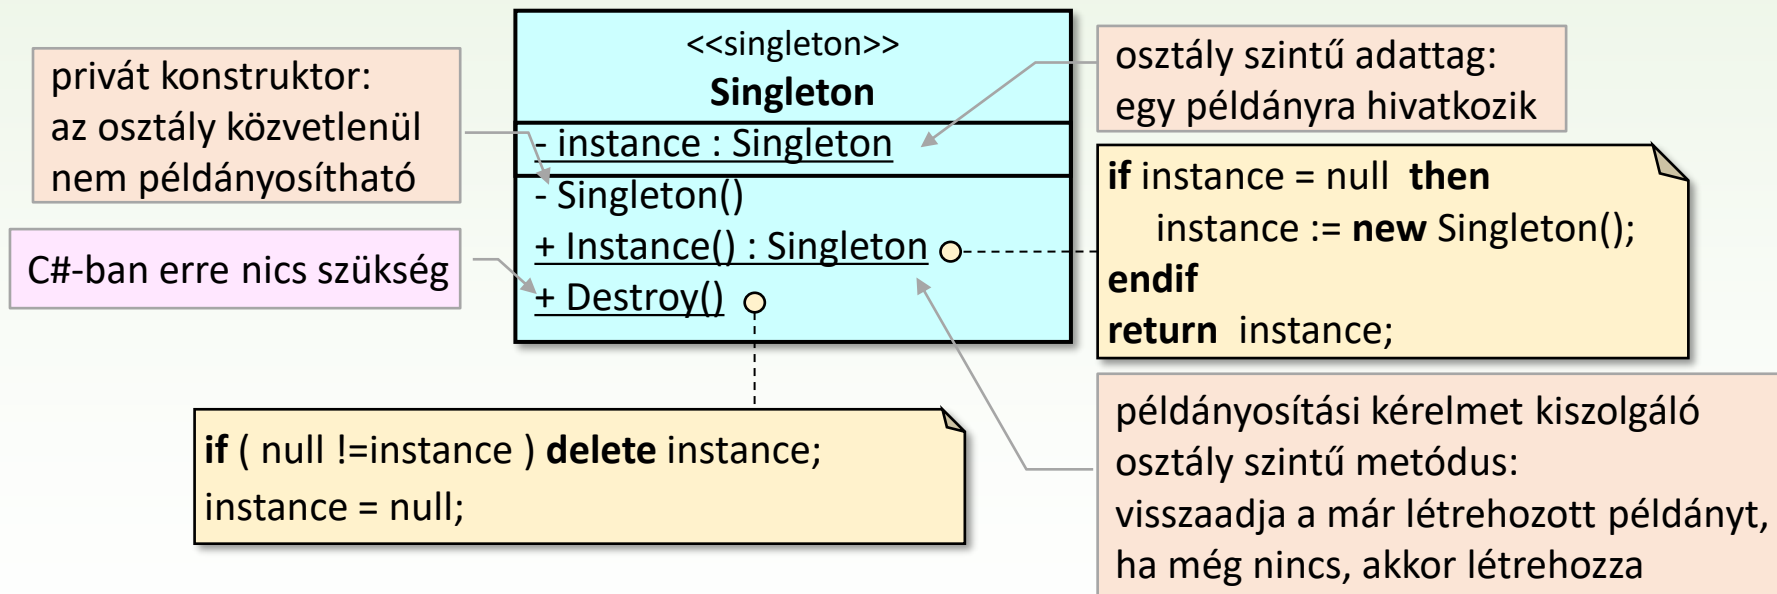 <<singleton>>
Singleton
- instance : Singleton
- Singleton()
+ Instance() : Singleton
+ Destroy()
privát konstruktor:
az osztály közvetlenül
nem példányosítható
C#-ban erre nics szükség
osztály szintű adattag:
egy példányra hivatkozik
if instance = null then
instance := new Singleton();
endif
return instance;
if ( null !=instance ) delete instance;
instance = null;
példányosítási kérelmet kiszolgáló
osztály szintű metódus:
visszaadja a már létrehozott példányt,
ha még nincs, akkor létrehozza